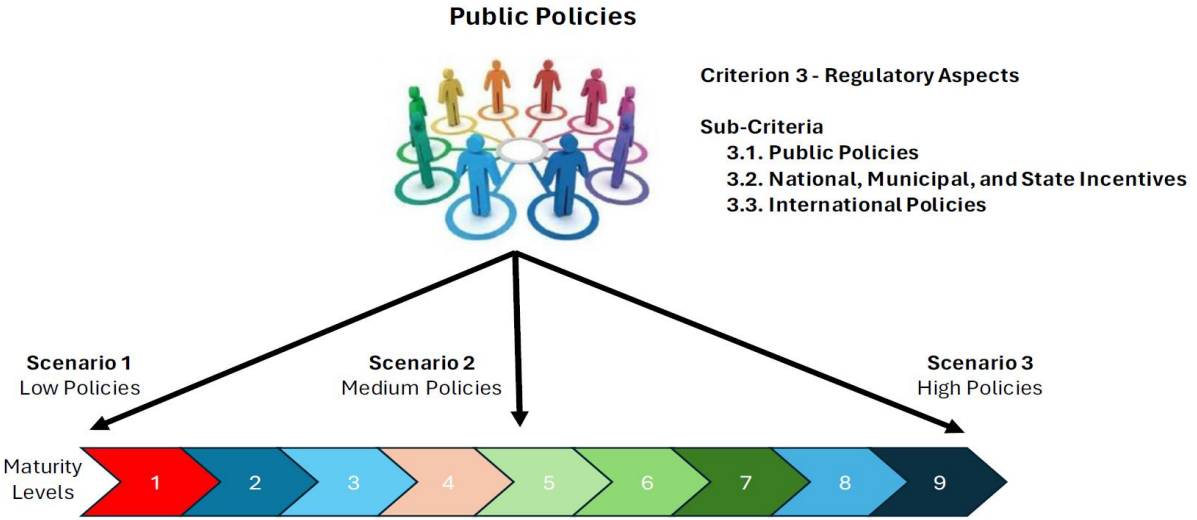 Public Policies
Criterion 3 - Regulatory Aspects
Sub-Criteria
3.1. Public Policies
3.2. National, Municipal, and State Incentives
3.3. International Policies
Scenario 1
Low Policies
Scenario 2
Medium Policies
Scenario 3
High Policies
Maturity
Levels
1 2 3 4 5 6 7 8 9